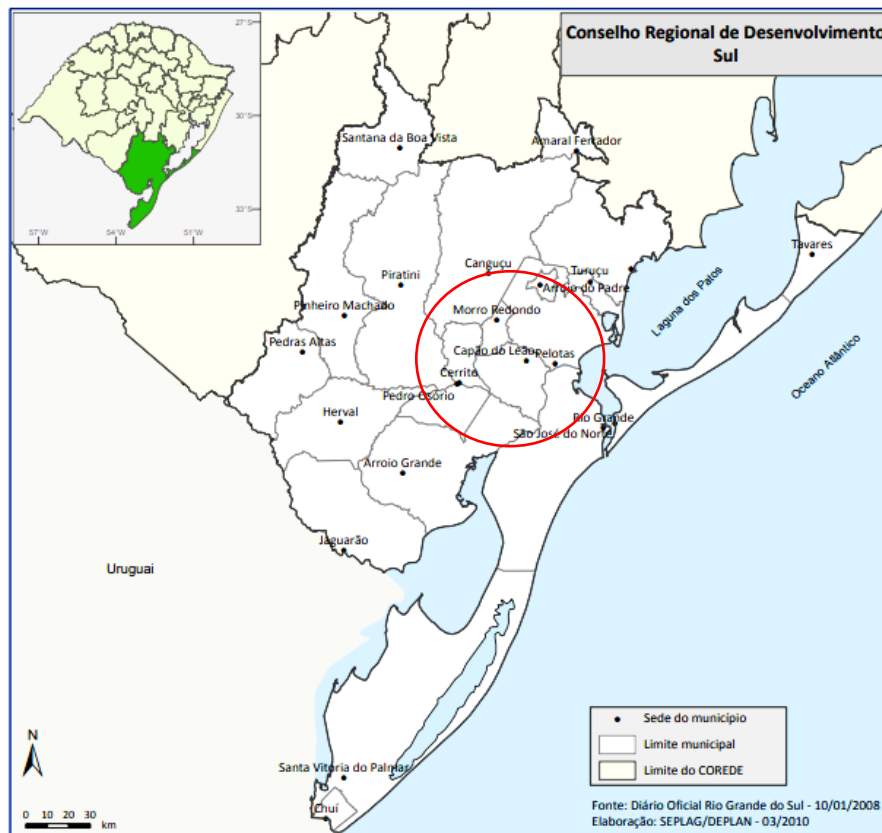 Conselho Regional de Desenvolvimento
Sul
27°S
30°S
33°S
57°W
54°W
51°W
Santana da Boa Vista
Amaral Ferrador
Tavares
Canguçu
Turuçu
Piratini
Arroio do Padre
Laguna dos Patos
Pinheiro Machado
Morro Redondo
Pedras Altas
Capão do Leão
Pelotas
Oceano Atlântico
Cerrito
Pedro Osório
Herval
Rio Grande
São José do Norte
Arroio Grande
Jaguarão
Uruguai
N
Santa Vitória do Palmar
Chuí
0 10 20 30
km
Sede do município
Limite municipal
Limite do COREDE
Fonte: Diário Oficial Rio Grande do Sul - 10/01/2008
Elaboração: SEPLAG/DEPLAN - 03/2010